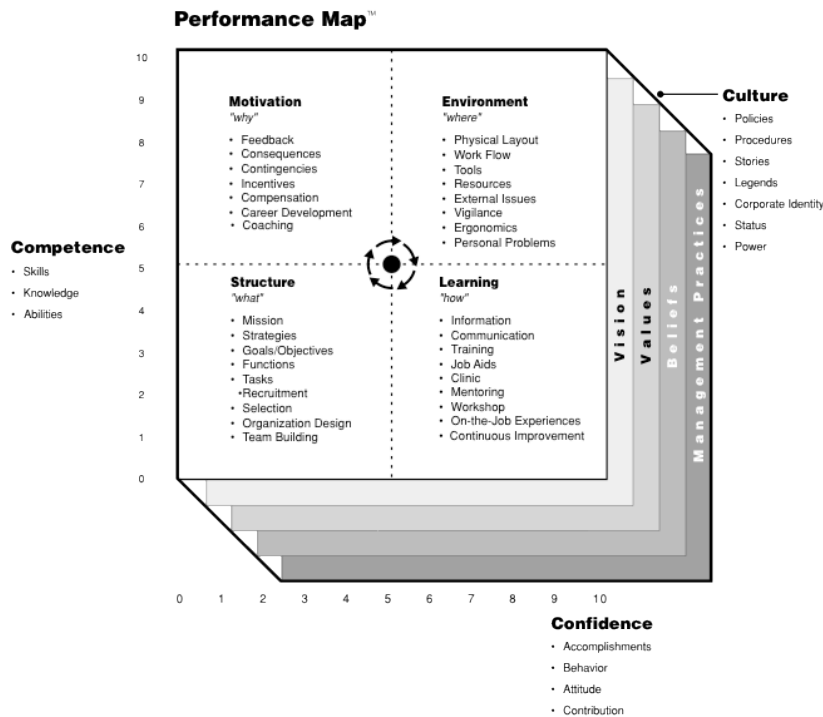 Performance Map™
10
9
8
7
6
5
4
3
2
1
0
Competence
• Skills
• Knowledge
• Abilities
Motivation
"why"
• Feedback
• Consequences
• Contingencies
• Incentives
• Compensation
• Career Development
• Coaching
Environment
"where"
• Physical Layout
• Work Flow
• Tools
• Resources
• External Issues
• Vigilance
• Ergonomics
• Personal Problems
Structure
"what"
• Mission
• Strategies
• Goals/Objectives
• Functions
• Tasks
•Recruitment
• Selection
• Organization Design
• Team Building
Learning
"how"
• Information
• Communication
• Training
• Job Aids
• Clinic
• Mentoring
• Workshop
• On-the-Job Experiences
• Continuous Improvement
Vision
Values
Beliefs
Management Practices
Culture
• Policies
• Procedures
• Stories
• Legends
• Corporate Identity
• Status
• Power
0 1 2 3 4 5 6 7 8 9 10
Confidence
• Accomplishments
• Behavior
• Attitude
• Contribution